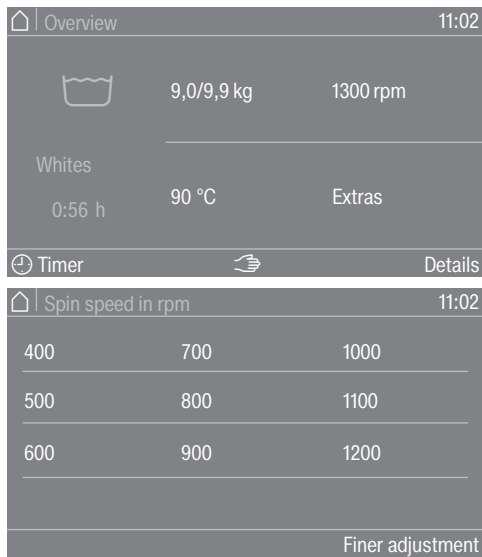 Overview 11:02
9,0/9,9 kg 1300 rpm
Whites
90 °C Extras
0:56 h
Timer Details
Spin speed in rpm 11:02
400 700 1000
500 800 1100
600 900 1200
Finer adjustment